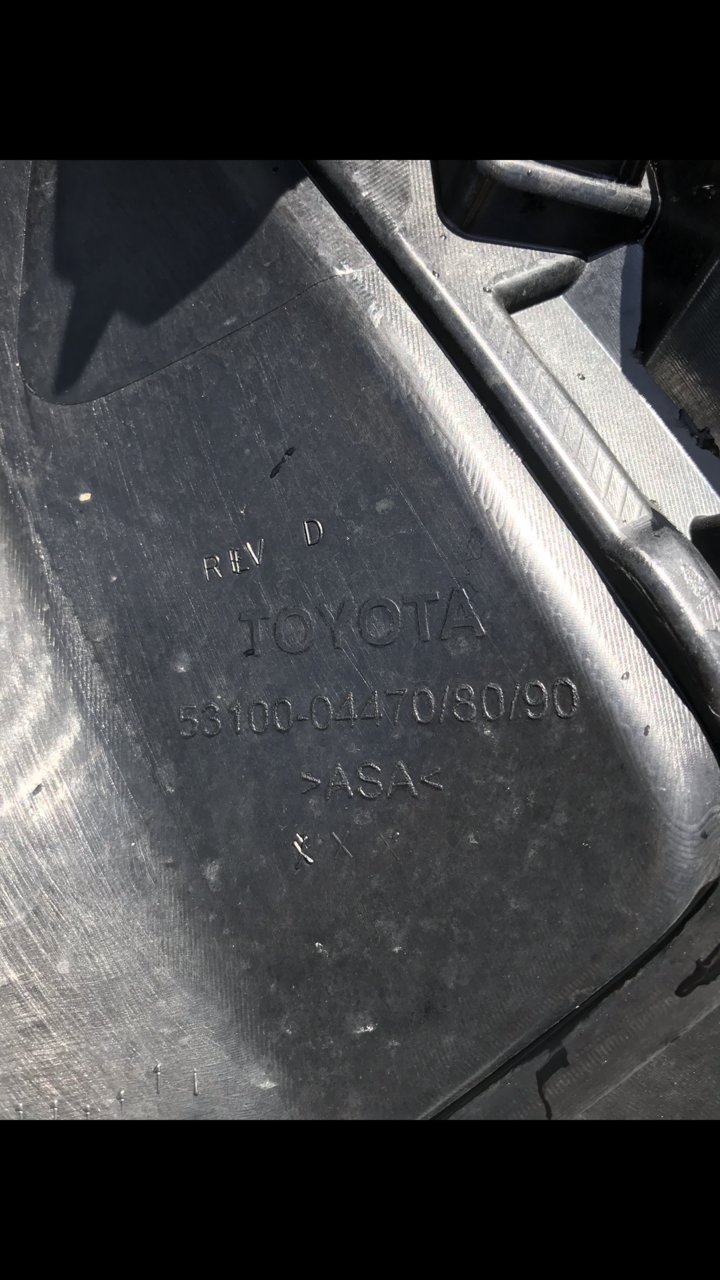 REV D
TOYOTA
53100-04470/80/90
>ASA<
X X X